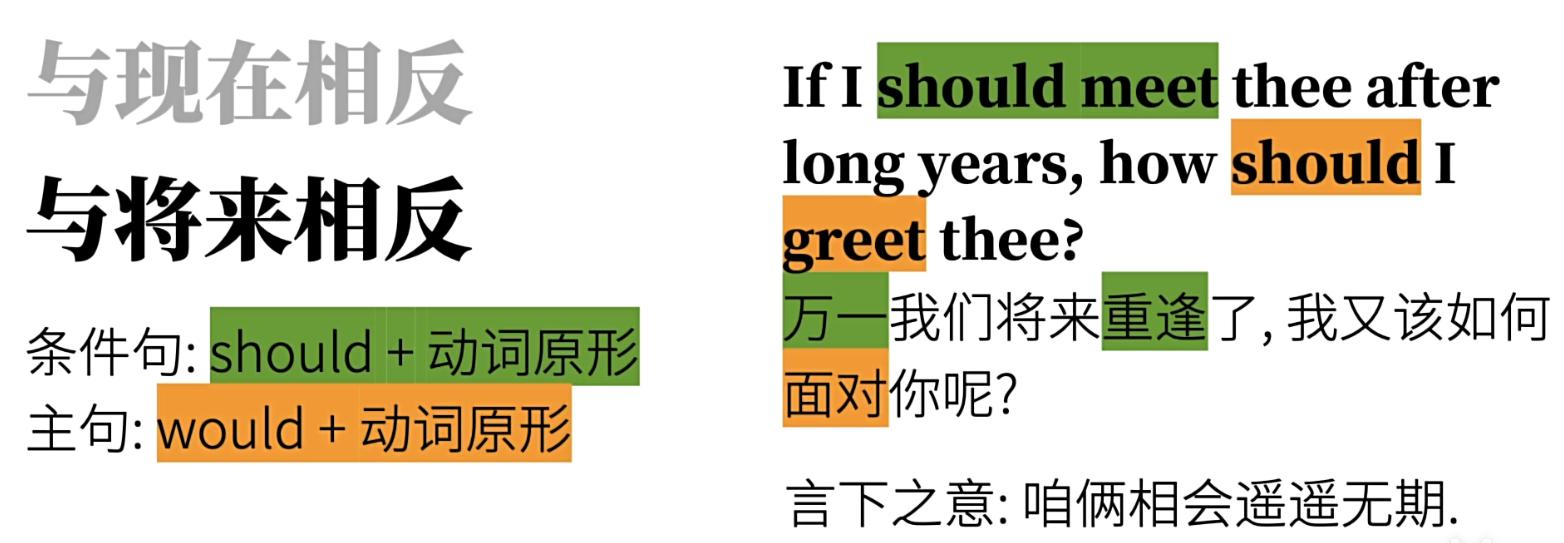 与现在相反
与将来相反
条件句: should + 动词原形
主句: would + 动词原形
If I should meet thee after
long years, how should I
greet thee?
万一我们将来重逢了, 我又该如何
面对你呢?
言下之意: 咱俩相会遥遥无期.